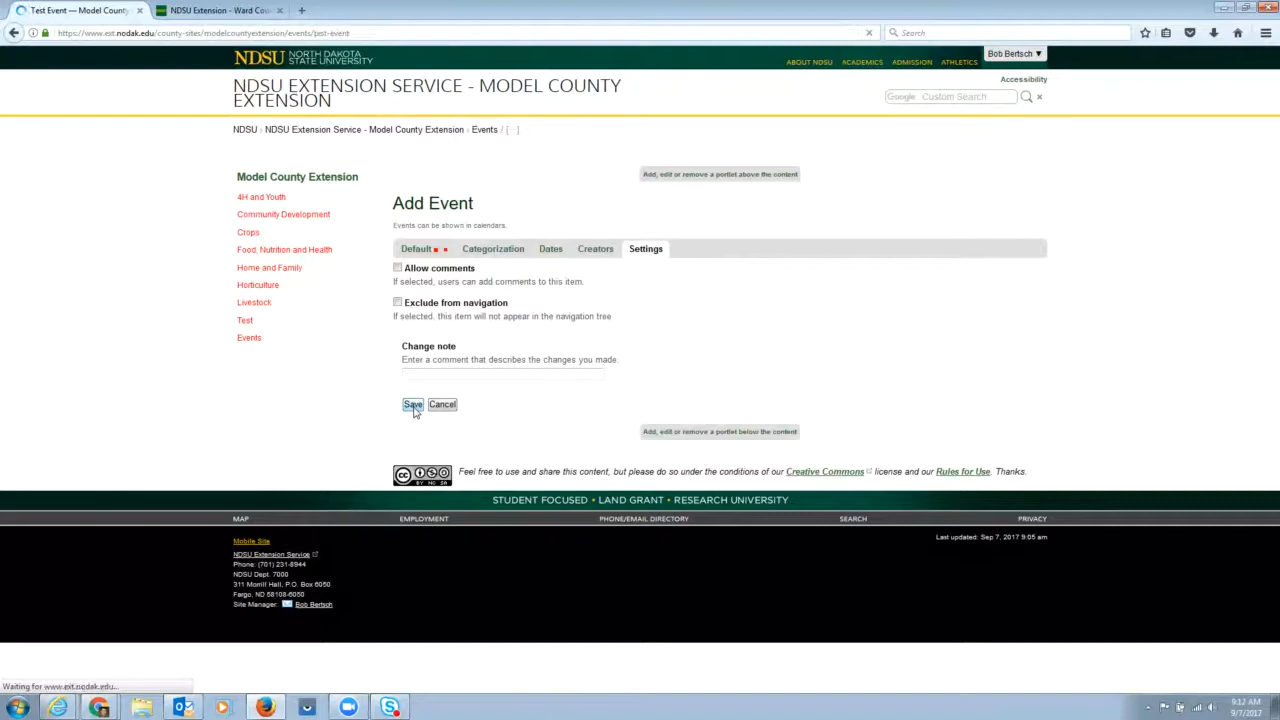 Test Event — Model County
NDSU Extension - Ward Cou
https://www.ext.nodak.edu/county-sites/modelcountyextension/events/test-event
Search
NDSU NORTH DAKOTA
STATE UNIVERSITY
ABOUT NDSU ACADEMICS ADMISSION ATHLETICS
Bob Bertsch ▼
Accessibility
NDSU EXTENSION SERVICE - MODEL COUNTY
EXTENSION
Google Custom Search
NDSU › NDSU Extension Service - Model County Extension › Events / […]
Model County Extension
4H and Youth
Community Development
Crops
Food, Nutrition and Health
Home and Family
Horticulture
Livestock
Test
Events
Add, edit or remove a portlet above the content
Add Event
Events can be shown in calendars.
Default Categorization Dates Creators Settings
Allow comments
If selected, users can add comments to this item.
Exclude from navigation
If selected, this item will not appear in the navigation tree
Change note
Enter a comment that describes the changes you made.
Save Cancel
Add, edit or remove a portlet below the content
BY NC SA
Feel free to use and share this content, but please do so under the conditions of our Creative Commons license and our Rules for Use. Thanks.
STUDENT FOCUSED • LAND GRANT • RESEARCH UNIVERSITY
MAP EMPLOYMENT PHONE/EMAIL DIRECTORY SEARCH PRIVACY
Mobile Site
Last updated: Sep 7, 2017 9:05 am
NDSU Extension Service
Phone: (701) 231-8944
NDSU Dept. 7000
311 Morrill Hall, P.O. Box 6050
Fargo, ND 58108-6050
Site Manager: Bob Bertsch
Waiting for www.ext.nodak.edu...
9:12 AM
9/7/2017